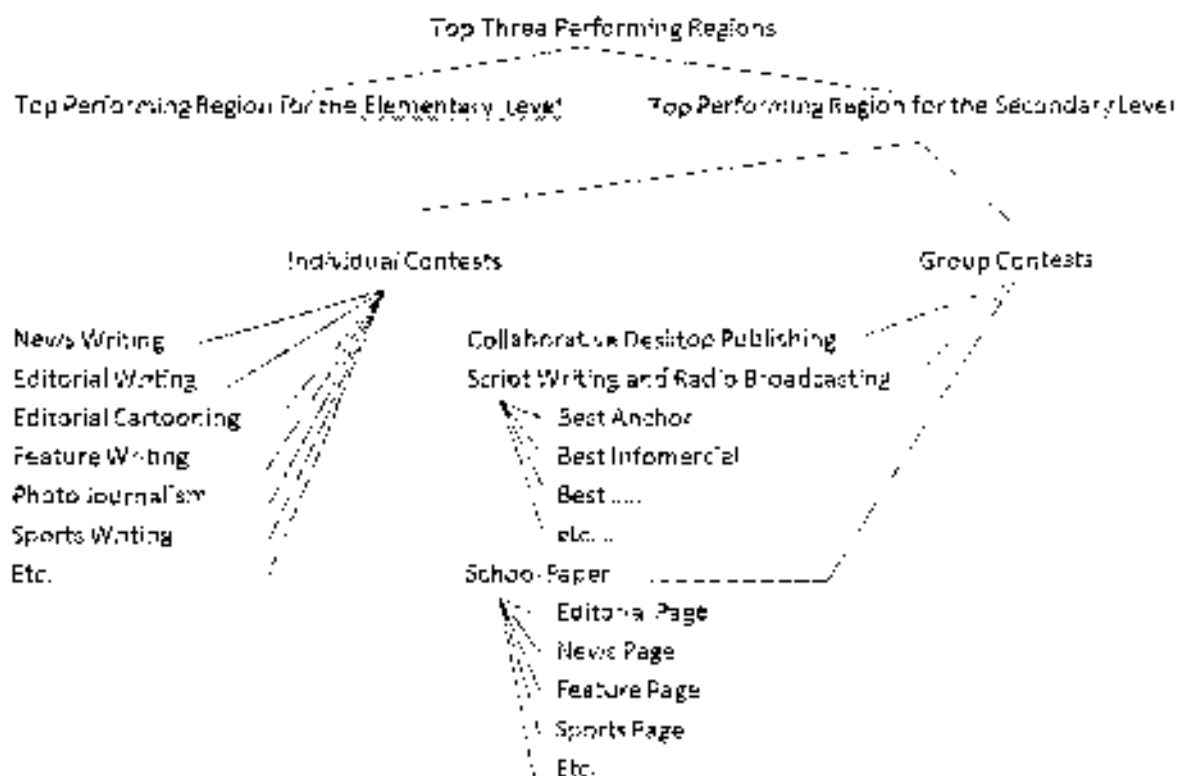 Top Three Performing Regions
Top Performing Region for the Elementary Level
Top Performing Region for the Secondary Level
Individual Contests
Group Contests
News Writing
Editorial Writing
Editorial Cartooning
Feature Writing
Photo Journalism
Sports Writing
Etc.
Collaborative Desktop Publishing
Script Writing and Radio Broadcasting
Best Anchor
Best Infomercial
Best .....
etc....
School Paper
Editorial Page
News Page
Feature Page
Sports Page
Etc.